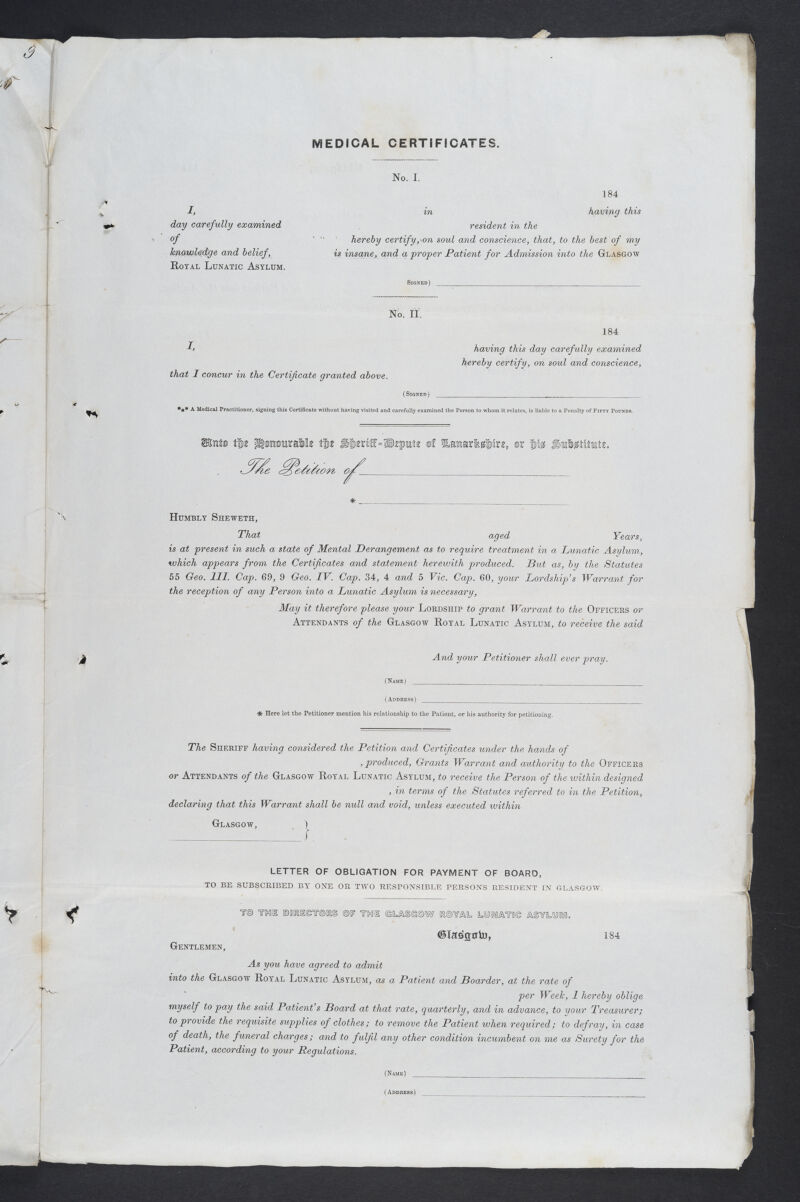 9
MEDICAL CERTIFICATES.
No. I.
184
I, in having this
day carefully examined resident in the
of hereby certify, on soul and conscience, that, to the best of my
knowledge and belief, is insane, and a proper Patient for Admission into the Glasgow
Royal Lunatic Asylum.
Signed)
No. II.
184
I, having this day carefully examined
hereby certify, on soul and conscience,
that I concur in the Certificate granted above.
(Signed)
*⁎* A Medical Practitioner, signing this Certificate without having visited and carefully examined the Person to whom it relates, is liable to a Penalty of Fifty Pounds.
Unto the Honourable the Sheriff-Depute of Lanarkshire, or his Substitute.
The Petition of
*
Humbly Sheweth,
That aged Years,
is at present in such a state of Mental Derangement as to require treatment in a Lunatic Asylum,
which appears from the Certificates and statement herewith produced. But as, by the Statutes
55 Geo. III. Cap. 69, 9 Geo. IV. Cap. 34, 4 and 5 Vic. Cap. 60, your Lordship's Warrant for
the reception of any Person into a Lunatic Asylum is necessary,
May it therefore please your Lordship to grant Warrant to the Officers or
Attendants of the Glasgow Royal Lunatic Asylum, to receive the said
And your Petitioner shall ever pray.
(Name)
(Address)
* Here let the Petitioner mention his relationship to the Patient, or his authority for petitioning.
The Sheriff having considered the Petition and Certificates under the hands of
, produced, Grants Warrant and authority to the Officers
or Attendants of the Glasgow Royal Lunatic Asylum, to receive the Person of the within designed
, in terms of the Statutes referred to in the Petition,
declaring that this Warrant shall be null and void, unless executed within
Glasgow, }
LETTER OF OBLIGATION FOR PAYMENT OF BOARD,
TO BE SUBSCRIBED BY ONE OR TWO RESPONSIBLE PERSONS RESIDENT IN GLASGOW.
TO THE DIRECTORS OF THE GLASGOW ROYAL LUNATIC ASYLUM.
Glasgow, 184
Gentlemen,
As you have agreed to admit
into the Glasgow Royal Lunatic Asylum, as a Patient and Boarder, at the rate of
per Week, I hereby oblige
myself to pay the said Patient's Board at that rate, quarterly, and in advance, to your Treasurer;
to provide the requisite supplies of clothes; to remove the Patient when required; to defray, in case
of death, the funeral charges; and to fulfil any other condition incumbent on me as Surety for the
Patient, according to your Regulations.
(Name)
(Address)